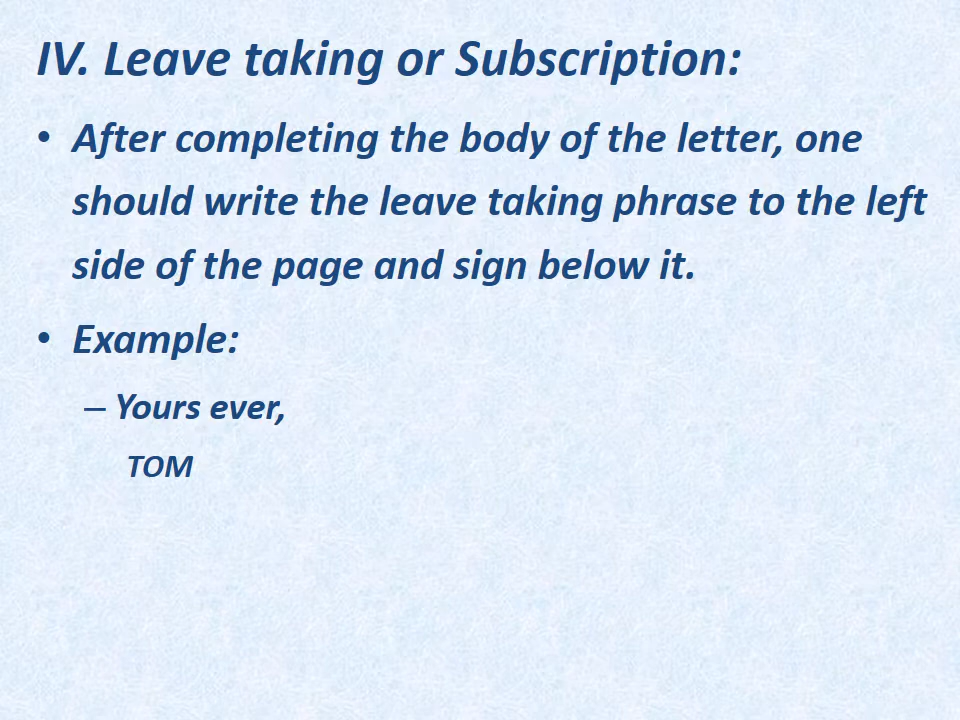 IV. Leave taking or Subscription:
• After completing the body of the letter, one
should write the leave taking phrase to the left
side of the page and sign below it.
• Example:
– Yours ever,
TOM